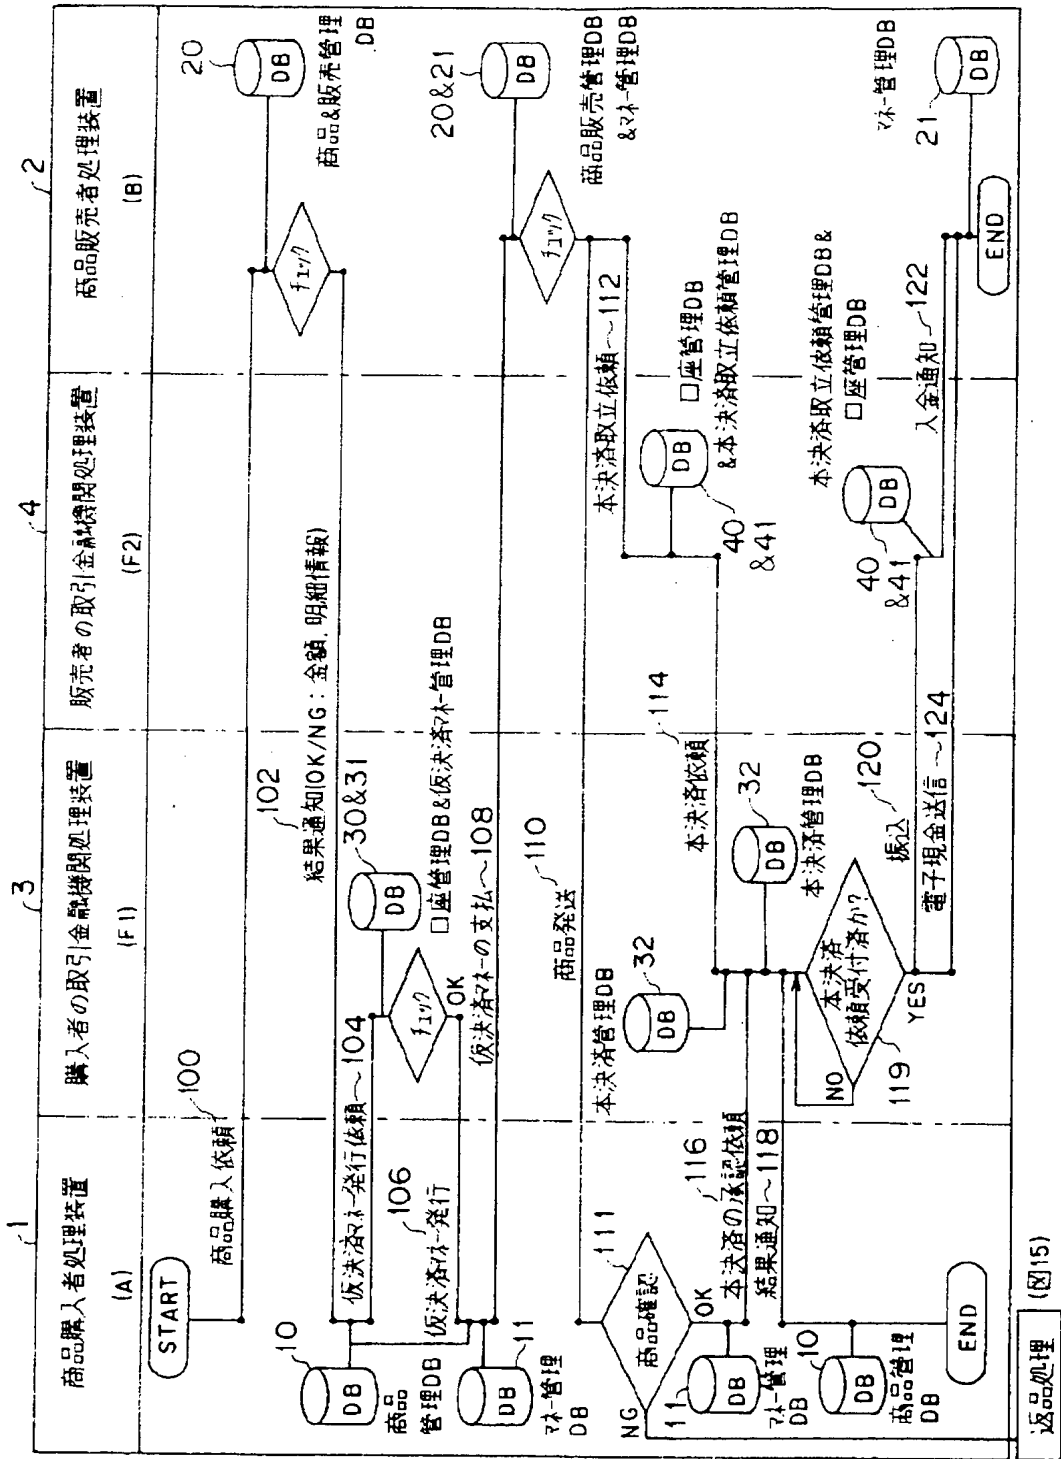 1
3
4
2
商品購入者処理装置
(A)
購入者の取引金融機関処理装置
(F1)
販売者の取引金融機関処理装置
(F2)
商品販売者処理装置
(B)
START
商品購入依頼
100
20
DB
商品&販売管理
DB
チェック
102
結果通知(OK/NG:金額,明細情報)
10
DB
商品
管理DB
仮決済マネー発行依頼~104
30&31
DB
口座管理DB&仮決済マネー管理DB
チェック
OK
106
仮決済マネー発行
DB
11
マネー管理
DB
仮決済マネーの支払~108
20&21
DB
商品販売管理DB
&マネー管理DB
チェック
110
商品発送
111
商品確認
NG
OK
本決済取立依頼~112
口座管理DB
&本決済取立依頼管理DB
DB
40
&41
114
本決済依頼
本決済管理DB
32
DB
11
DB
マネー管理
DB
116
本決済の承認依頼
結果通知~118
32
DB
本決済管理DB
10
DB
商品管理
DB
本決済
依頼受付済か?
NO
YES
119
120
振込
電子現金送信~124
本決済取立依頼管理DB&
口座管理DB
DB
40
&41
入金通知~122
マネー管理DB
21
DB
END
END
返品処理
(図15)